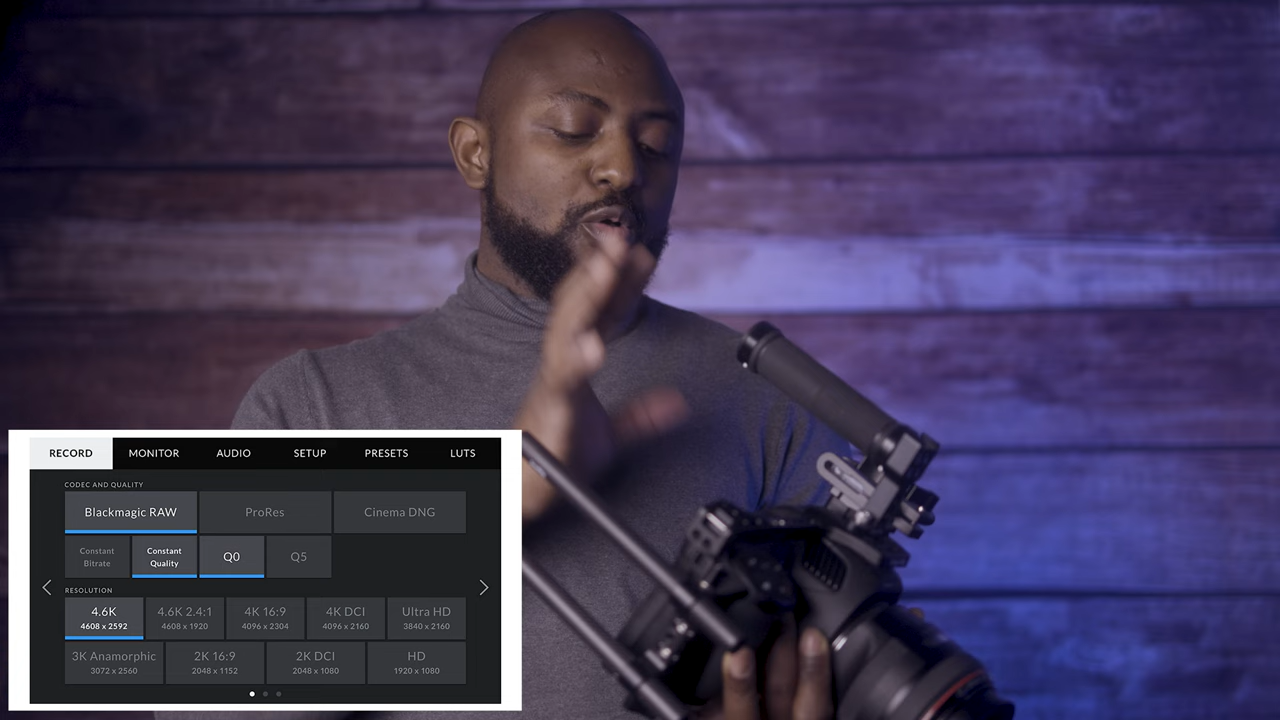 RECORD MONITOR AUDIO SETUP PRESETS LUTS
CODEC AND QUALITY
Blackmagic RAW ProRes Cinema DNG
Constant Bitrate Constant Quality Q0 Q5
RESOLUTION
4.6K 4.6K 2.4:1 4K 16:9 4K DCI Ultra HD
4608 x 2592 4608 x 1920 4096 x 2304 4096 x 2160 3840 x 2160
3K Anamorphic 2K 16:9 2K DCI HD
3072 x 2560 2048 x 1152 2048 x 1080 1920 x 1080